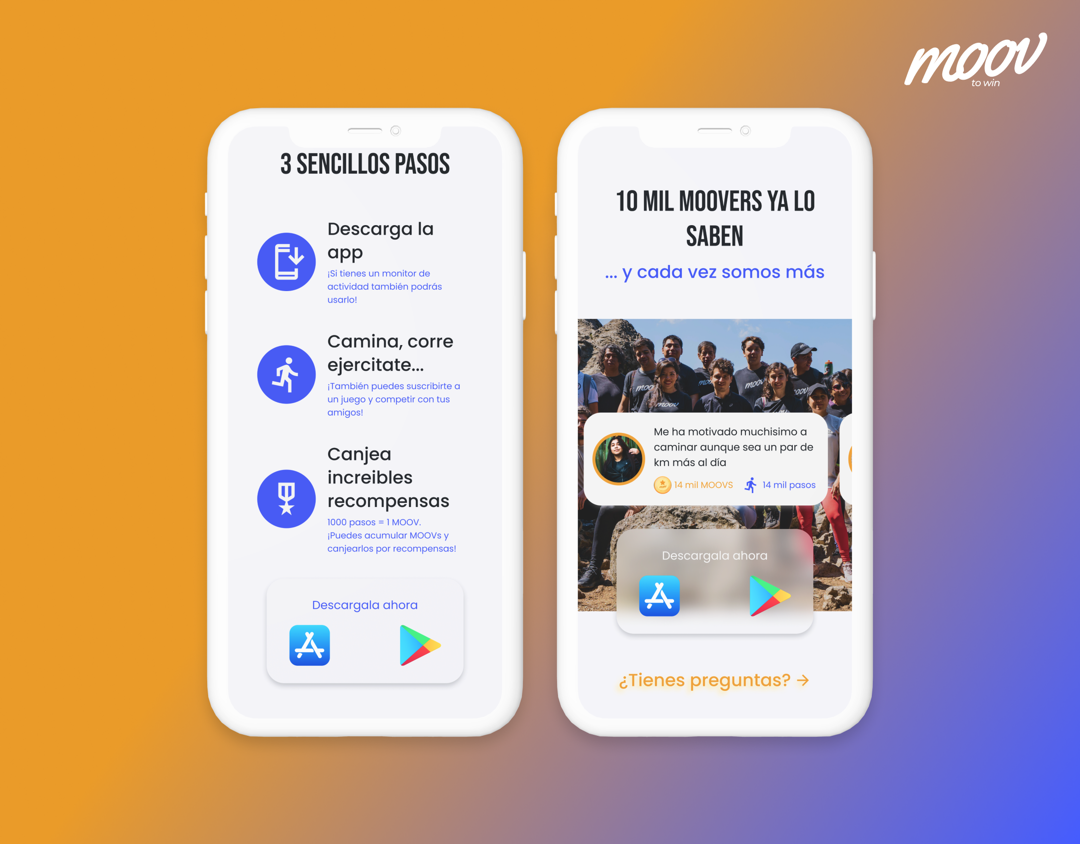 moov
to win
3 SENCILLOS PASOS
Descarga la
app
¡Si tienes un monitor de
actividad también podrás
usarlo!
Camina, corre
ejercitate...
¡También puedes suscribirte a
un juego y competir con tus
amigos!
Canjea
increibles
recompensas
1000 pasos = 1 MOOV.
¡Puedes acumular MOOVs y
canjearlos por recompensas!
Descargala ahora
10 MIL MOOVERS YA LO
SABEN
... y cada vez somos más
moov
Me ha motivado muchisimo a
caminar aunque sea un par de
km más al día
14 mil MOOVS
14 mil pasos
Descargala ahora
¿Tienes preguntas? →